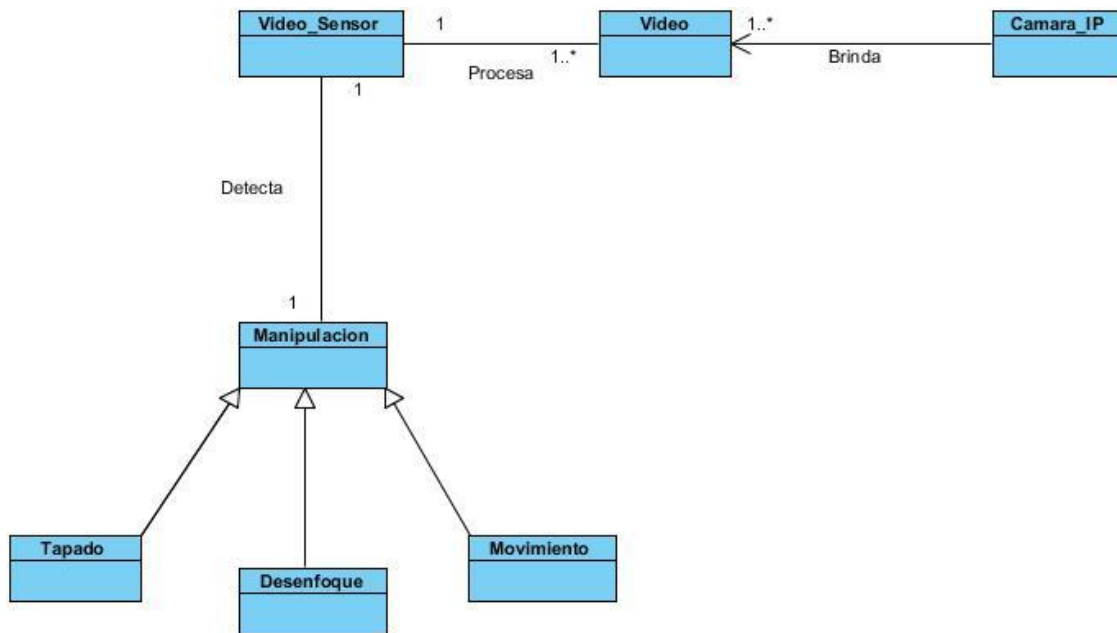 Video_Sensor
1
Video
1..*
Camara_IP
1..*
Procesa
Brinda
1
Detecta
1
Manipulacion
Tapado
Desenfoque
Movimiento